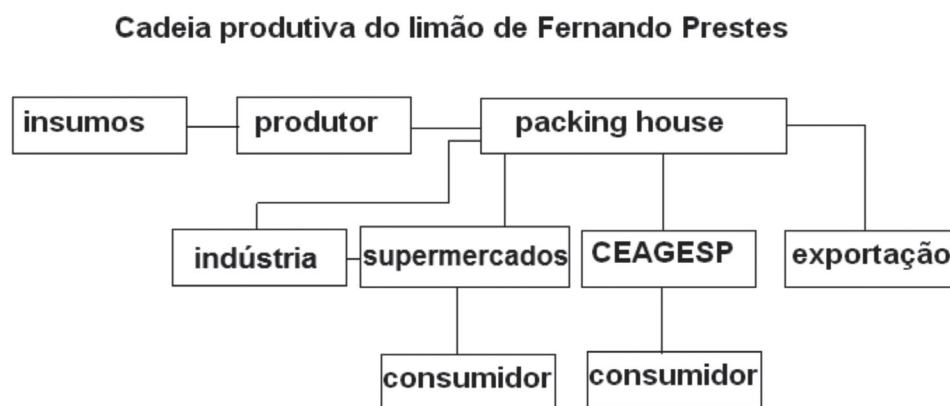 Cadeia produtiva do limão de Fernando Prestes
insumos
produtor
packing house
indústria
supermercados
CEAGESP
exportação
consumidor
consumidor